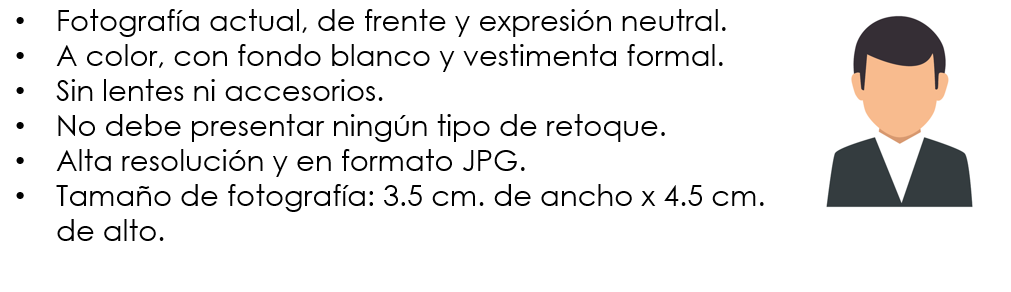 • Fotografía actual, de frente y expresión neutral.
• A color, con fondo blanco y vestimenta formal.
• Sin lentes ni accesorios.
• No debe presentar ningún tipo de retoque.
• Alta resolución y en formato JPG.
• Tamaño de fotografía: 3.5 cm. de ancho x 4.5 cm.
de alto.